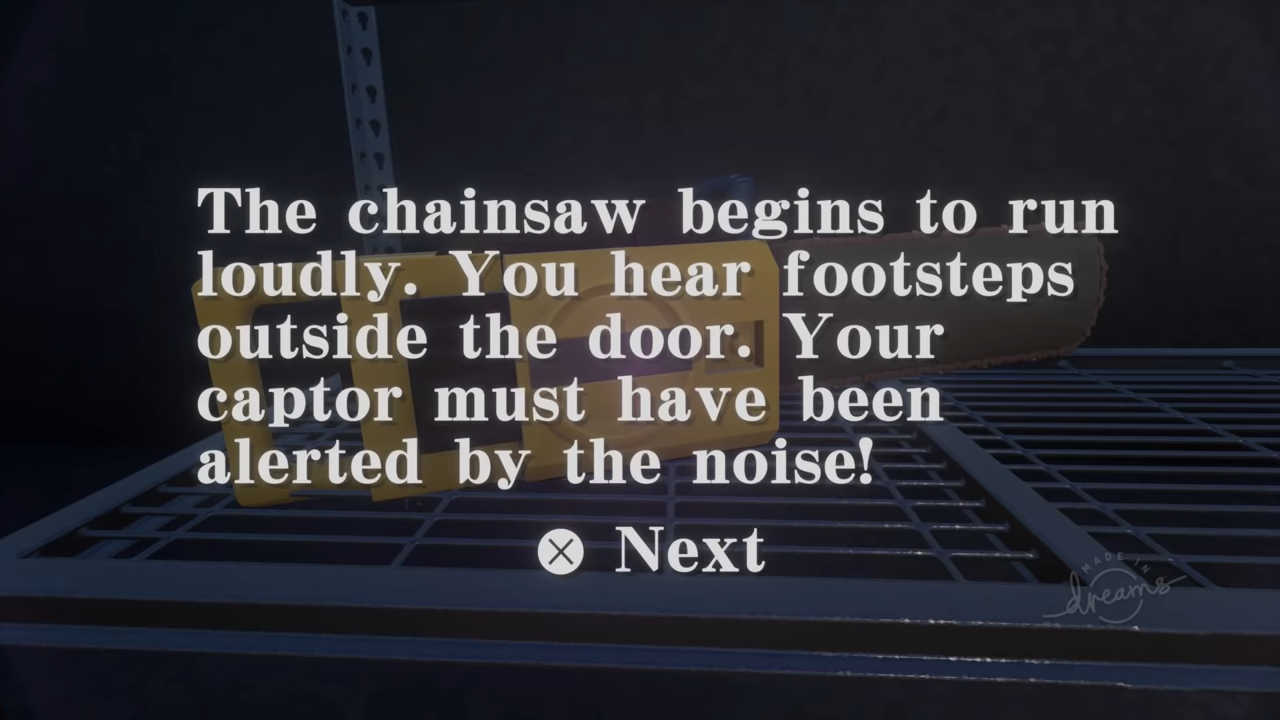 The chainsaw begins to run
loudly. You hear footsteps
outside the door. Your
captor must have been
alerted by the noise!
Next
MADE IN
dreams